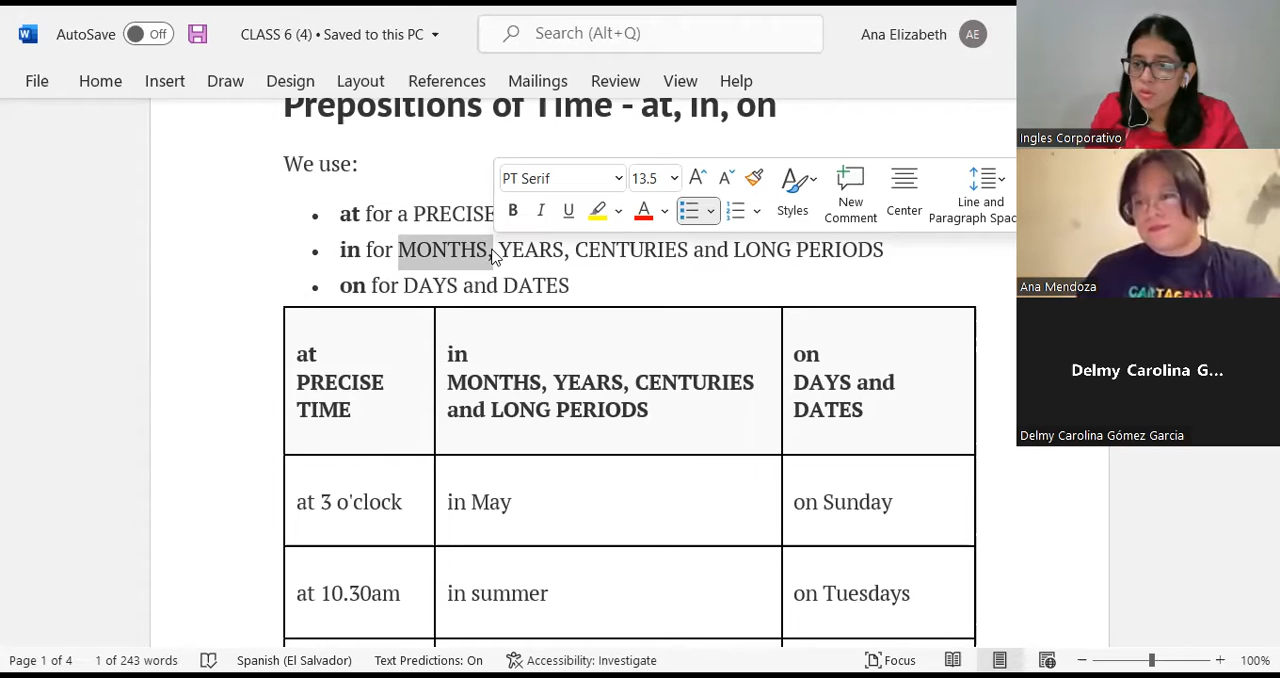 AutoSave Off CLASS 6 (4) • Saved to this PC Search (Alt+Q) Ana Elizabeth AE
File Home Insert Draw Design Layout References Mailings Review View Help
Prepositions of Time - at, in, on
We use:
PT Serif 13.5
New Comment
Styles
Center
Line and
Paragraph Spac
B I U A
• at for a PRECISE
• in for MONTHS, YEARS, CENTURIES and LONG PERIODS
• on for DAYS and DATES
at
PRECISE
TIME
in
MONTHS, YEARS, CENTURIES
and LONG PERIODS
on
DAYS and
DATES
at 3 o'clock in May on Sunday
at 10.30am in summer on Tuesdays
Page 1 of 4 1 of 243 words Spanish (El Salvador) Text Predictions: On Accessibility: Investigate Focus 100%
Ingles Corporativo
Ana Mendoza
Delmy Carolina G...
Delmy Carolina Gómez Garcia
CARTAGENA